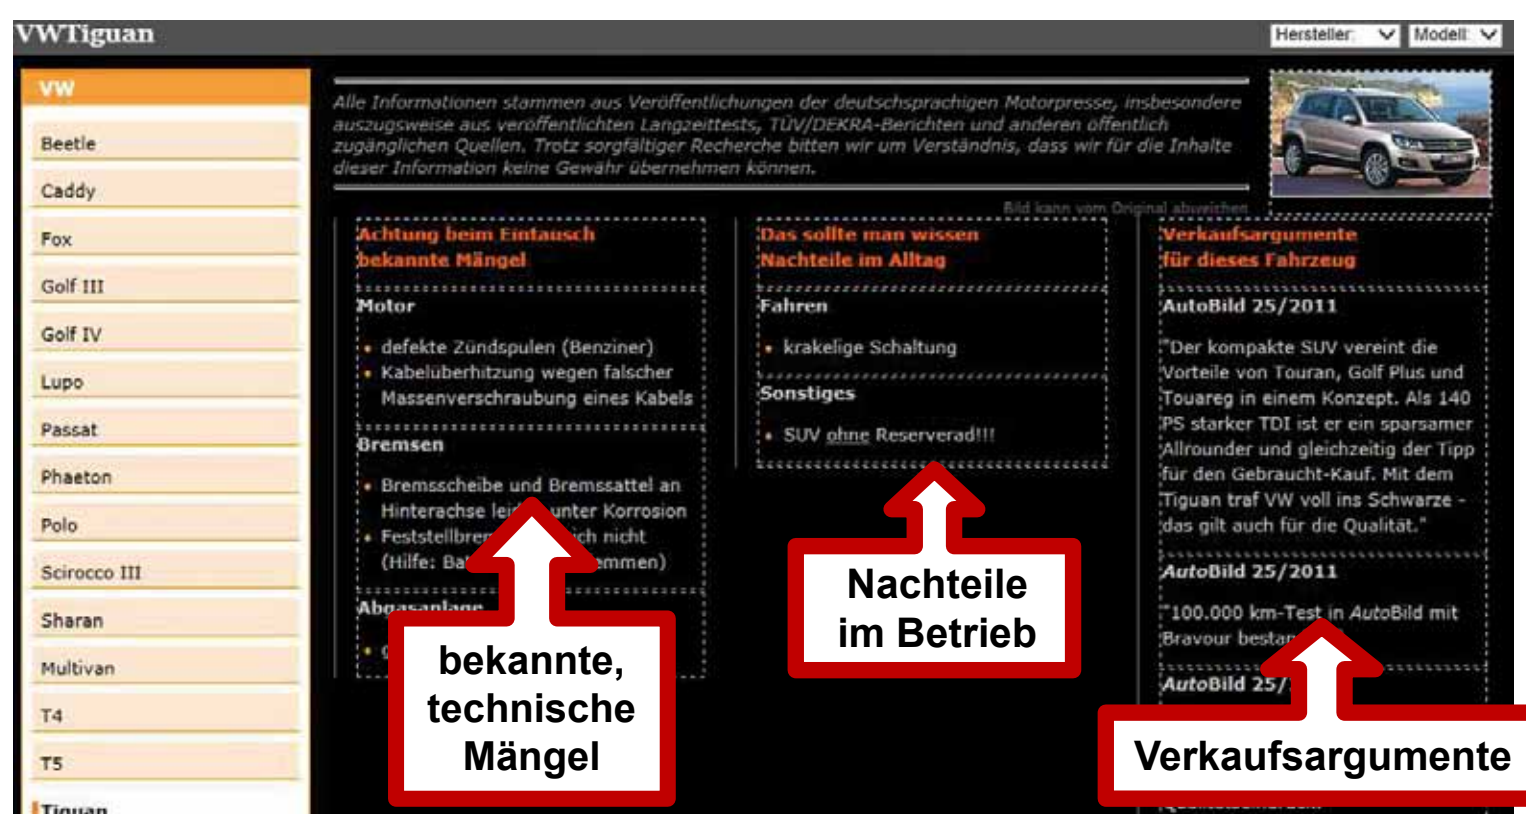 VWTiguan
Hersteller:
Modell:
VW
Beetle
Caddy
Fox
Golf III
Golf IV
Lupo
Passat
Phaeton
Polo
Scirocco III
Sharan
Multivan
T4
T5
Tiguan
Alle Informationen stammen aus Veröffentlichungen der deutschsprachigen Motorpresse, insbesondere
auszugsweise aus veröffentlichten Langzeittests, TÜV/DEKRA-Berichten und anderen öffentlich
zugänglichen Quellen. Trotz sorgfältiger Recherche bitten wir um Verständnis, dass wir für die Inhalte
dieser Information keine Gewähr übernehmen können.
Bild kann vom Original abweichen
Achtung beim Eintausch
bekannte Mängel
Motor
• defekte Zündspulen (Benziner)
• Kabelüberhitzung wegen falscher
Massenverschraubung eines Kabels
Bremsen
• Bremsscheibe und Bremssattel an
Hinterachse unter Korrosion
• nicht
(Hilfe:
Abgasanlage
bekannte,
technische
Mängel
Das sollte man wissen
Nachteile im Alltag
Fahren
• krakelige Schaltung
Sonstiges
• SUV ohne Reserverad!!!
Nachteile
im Betrieb
Verkaufsargumente
für dieses Fahrzeug
AutoBild 25/2011
"Der kompakte SUV vereint die
Vorteile von Touran, Golf Plus und
Touareg in einem Konzept. Als 140
PS starker TDI ist er ein sparsamer
Allrounder und gleichzeitig der Tipp
für den Gebraucht-Kauf. Mit dem
Tiguan traf VW voll ins Schwarze -
das gilt auch für die Qualität."
AutoBild 25/2011
"100.000 km-Test in AutoBild mit
Bravour
AutoBild
Verkaufsargumente